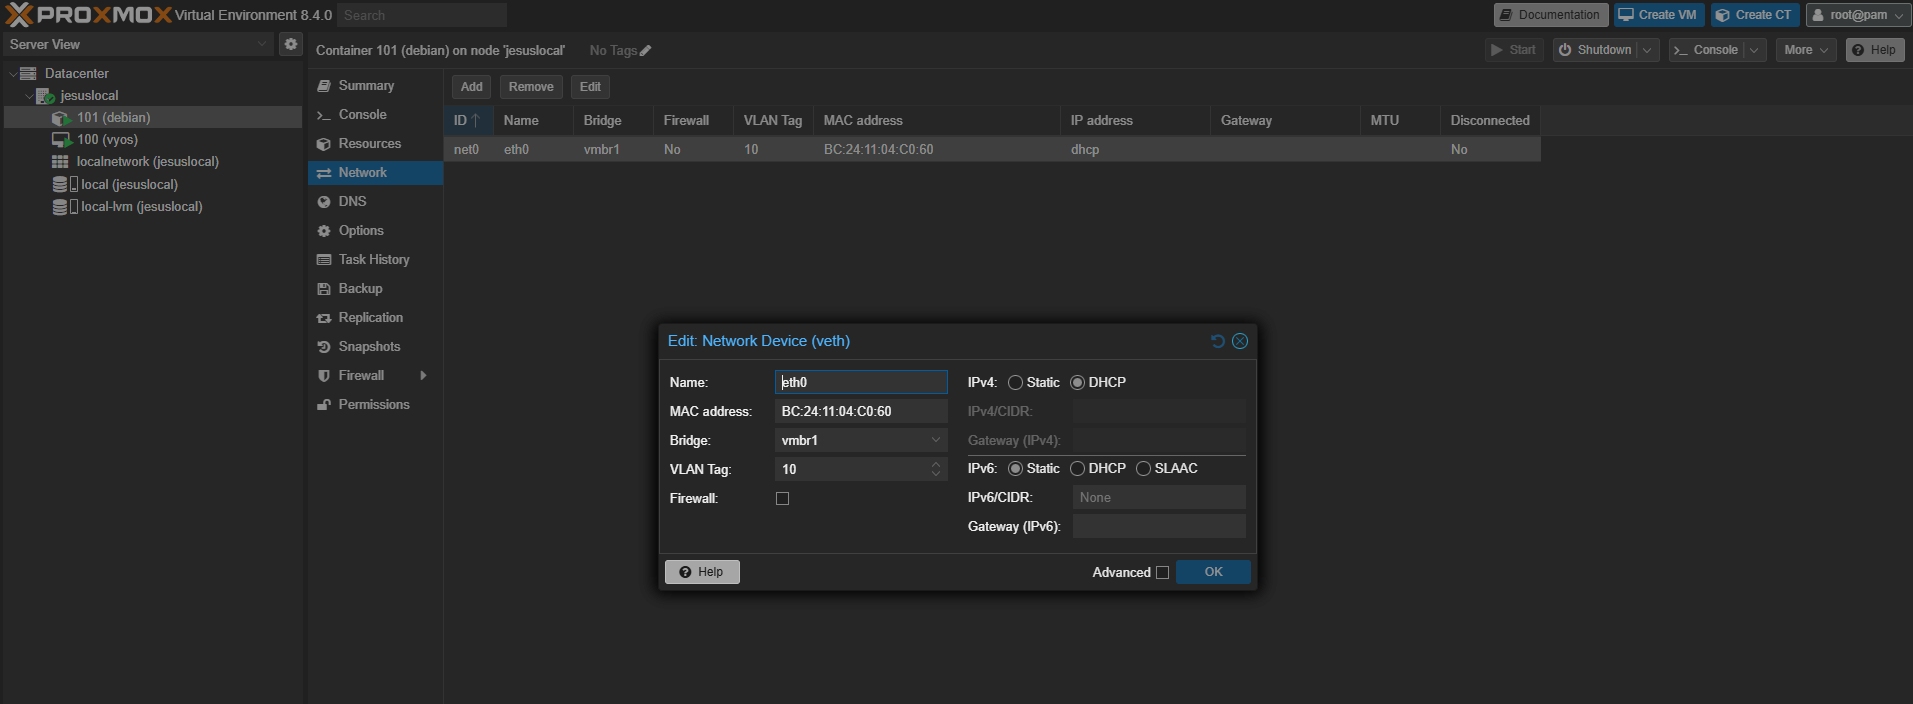 PROXMOX Virtual Environment 8.4.0 Search Documentation Create VM Create CT root@pam
Server View
Container 101 (debian) on node 'jesuslocal' No Tags Start Shutdown Console More Help
Datacenter
jesuslocal
101 (debian)
100 (vyos)
localnetwork (jesuslocal)
local (jesuslocal)
local-lvm (jesuslocal)
Summary
Console
Resources
Network
DNS
Options
Task History
Backup
Replication
Snapshots
Firewall
Permissions
Add Remove Edit
ID Name Bridge Firewall VLAN Tag MAC address IP address Gateway MTU Disconnected
net0 eth0 vmbr1 No 10 BC:24:11:04:C0:60 dhcp No
Edit: Network Device (veth)
Name: eth0
MAC address: BC:24:11:04:C0:60
Bridge: vmbr1
VLAN Tag: 10
Firewall:
IPv4: Static DHCP
IPv4/CIDR:
Gateway (IPv4):
IPv6: Static DHCP SLAAC
IPv6/CIDR: None
Gateway (IPv6):
Help Advanced OK